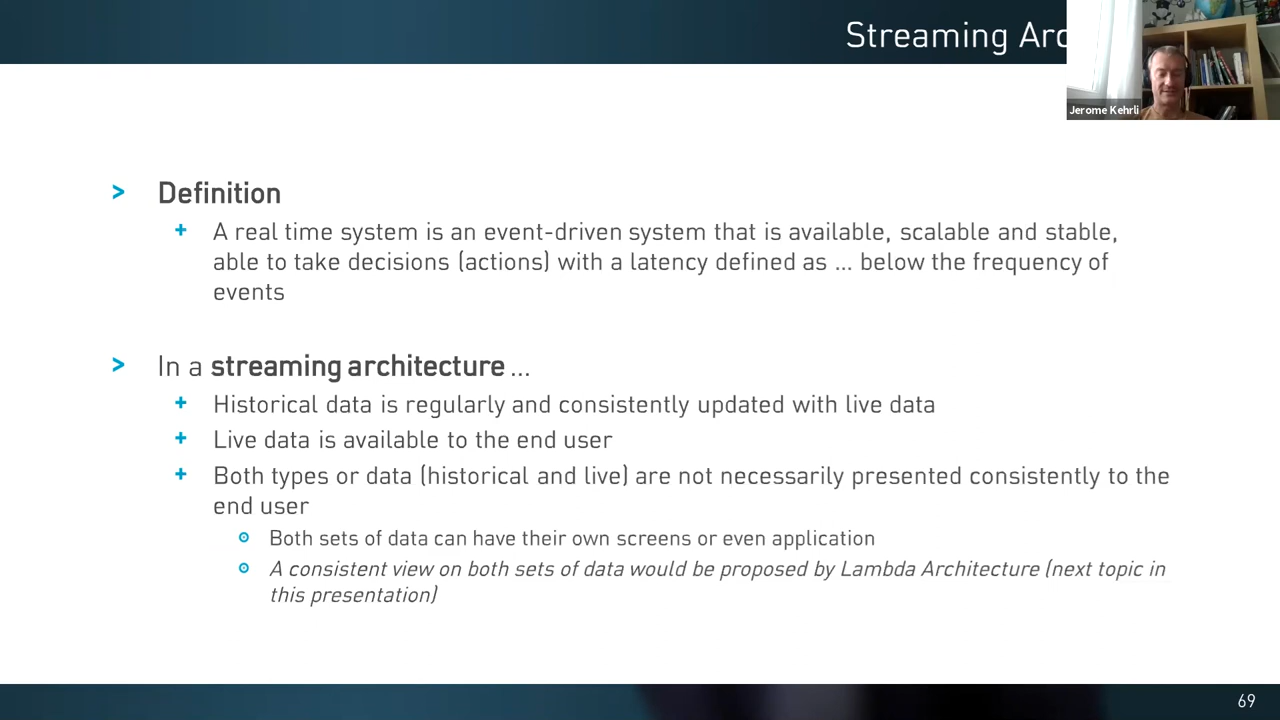 Streaming Arc
Jerome Kehrli
> Definition
+ A real time system is an event-driven system that is available, scalable and stable,
able to take decisions (actions) with a latency defined as ... below the frequency of
events
> In a streaming architecture ...
+ Historical data is regularly and consistently updated with live data
+ Live data is available to the end user
+ Both types or data (historical and live) are not necessarily presented consistently to the
end user
Both sets of data can have their own screens or even application
A consistent view on both sets of data would be proposed by Lambda Architecture (next topic in
this presentation)
69